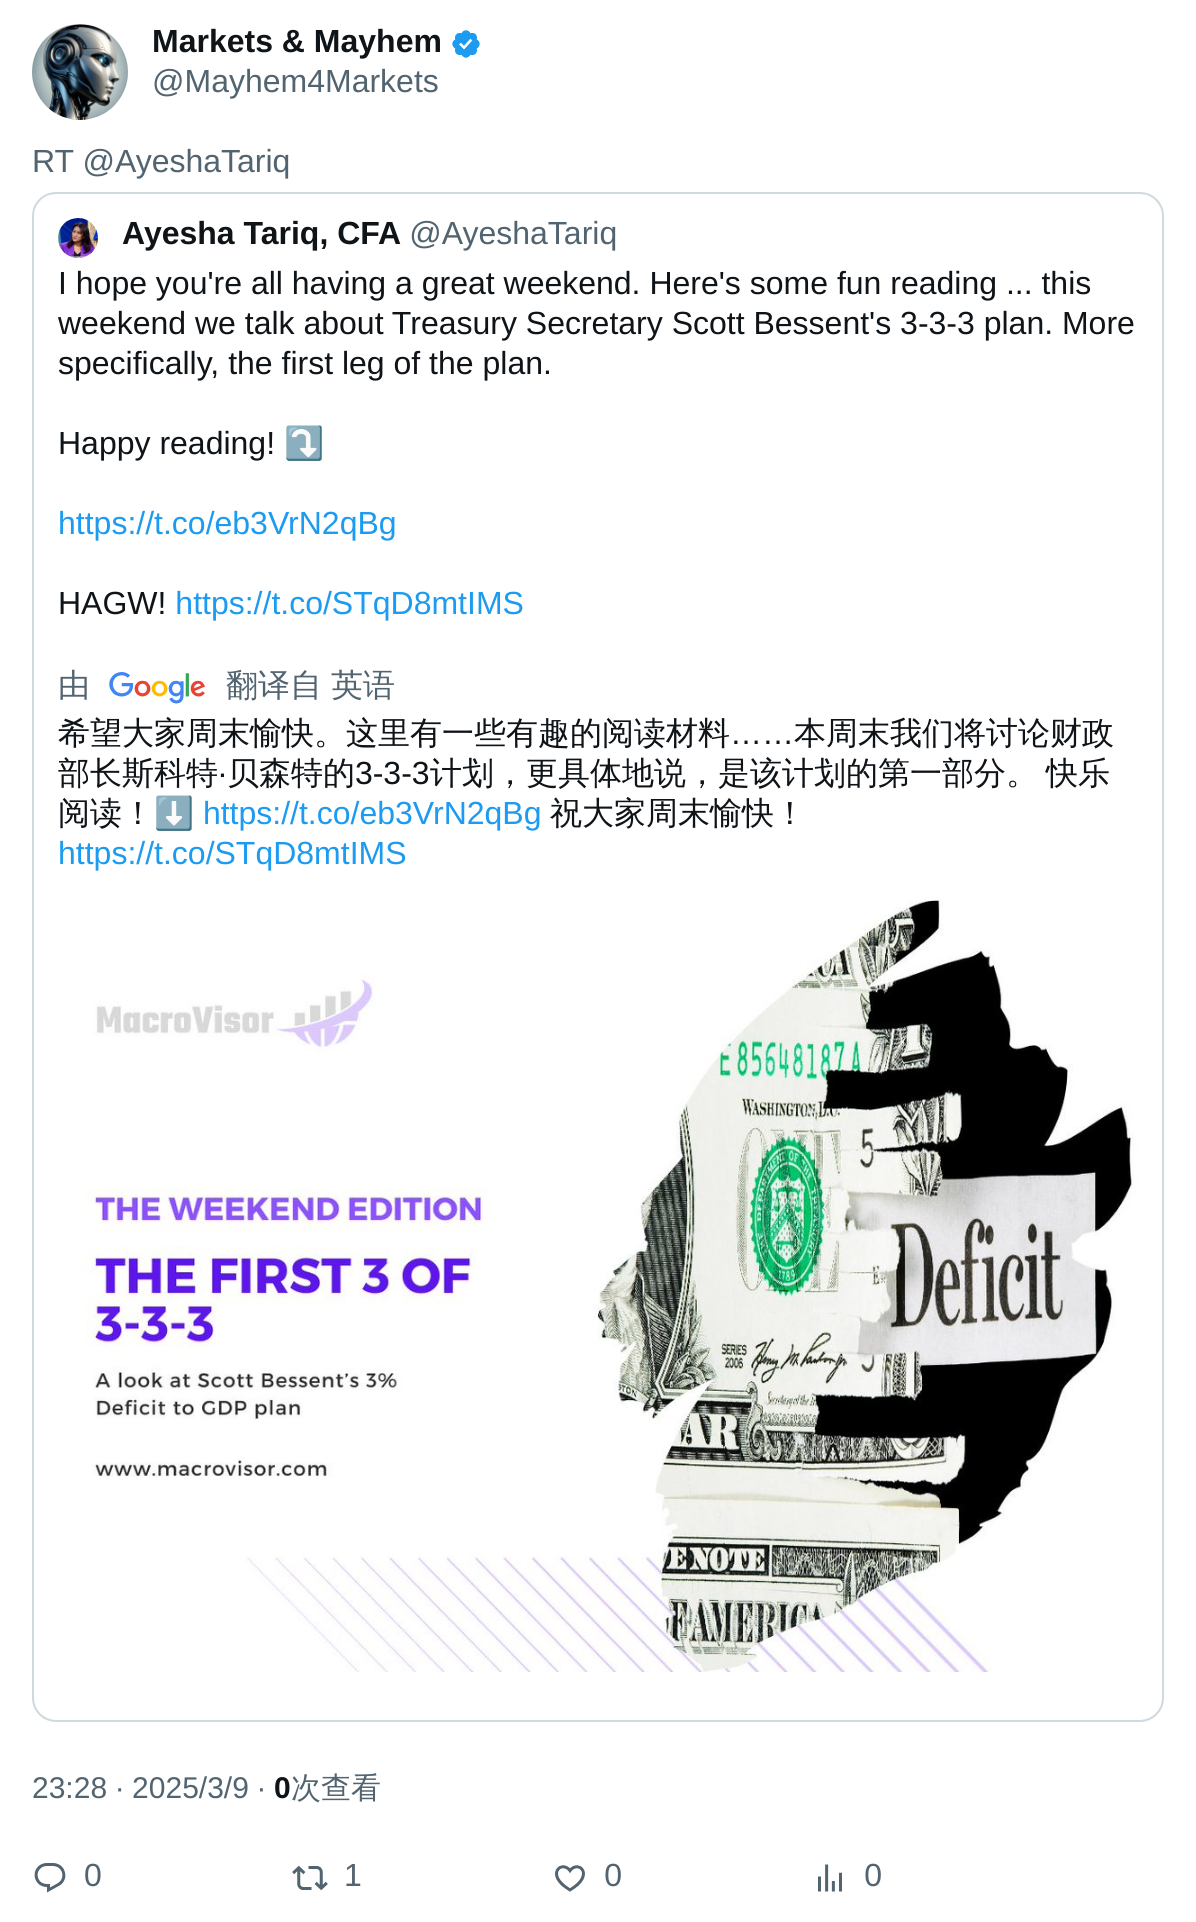 Markets & Mayhem
@Mayhem4Markets
RT @AyeshaTariq
Ayesha Tariq, CFA @AyeshaTariq
I hope you're all having a great weekend. Here's some fun reading ... this
weekend we talk about Treasury Secretary Scott Bessent's 3-3-3 plan. More
specifically, the first leg of the plan.
Happy reading! ⤵️
https://t.co/eb3VrN2qBg
HAGW! https://t.co/STqD8mtIMS
由 Google 翻译自 英语
希望大家周末愉快。这里有一些有趣的阅读材料……本周末我们将讨论财政
部长斯科特·贝森特的3-3-3计划，更具体地说，是该计划的第一部分。 快乐
阅读！⬇️ https://t.co/eb3VrN2qBg 祝大家周末愉快！
https://t.co/STqD8mtIMS
MacroVisor
E 85648187 A
WASHINGTON, D.C.
5
THE WEEKEND EDITION
THE FIRST 3 OF
3-3-3
Deficit
A look at Scott Bessent's 3%
Deficit to GDP plan
SERIES
2006
www.macrovisor.com
AR
E NOTE
F AMERICA
23:28 · 2025/3/9 · 0次查看
0 1 0 0